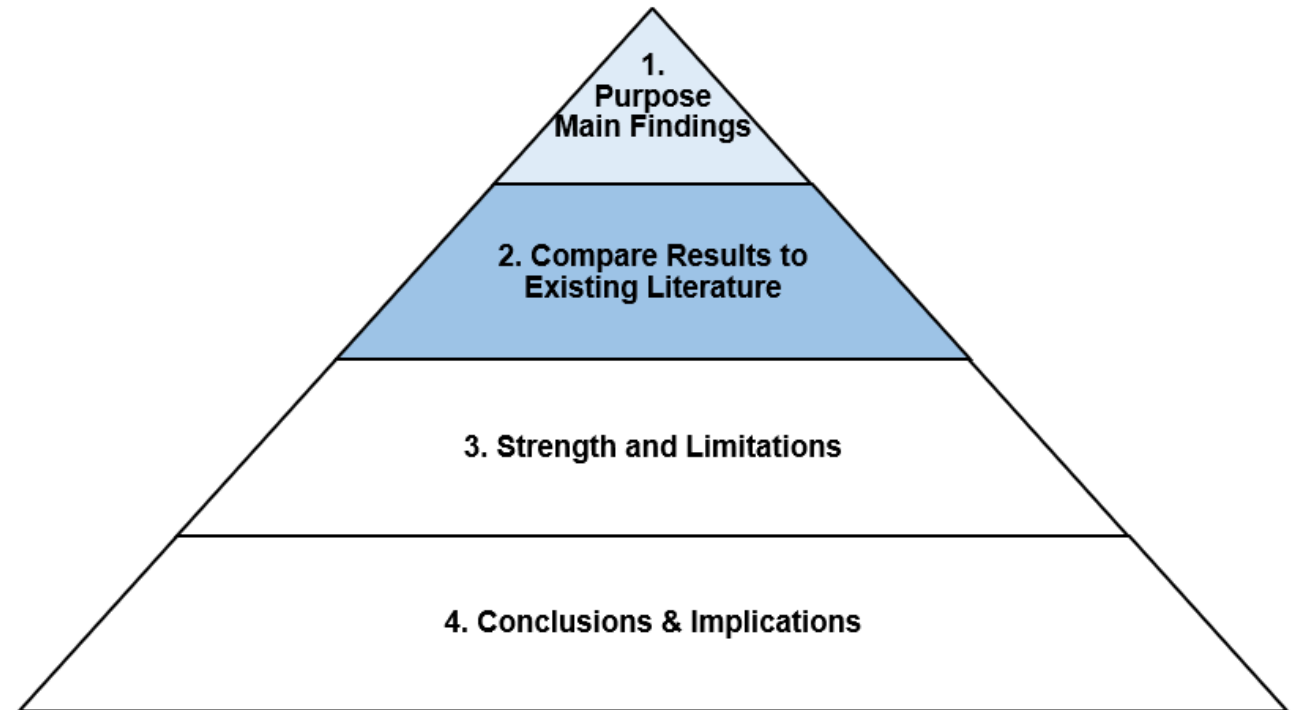 1.
Purpose
Main Findings
2. Compare Results to
Existing Literature
3. Strength and Limitations
4. Conclusions & Implications